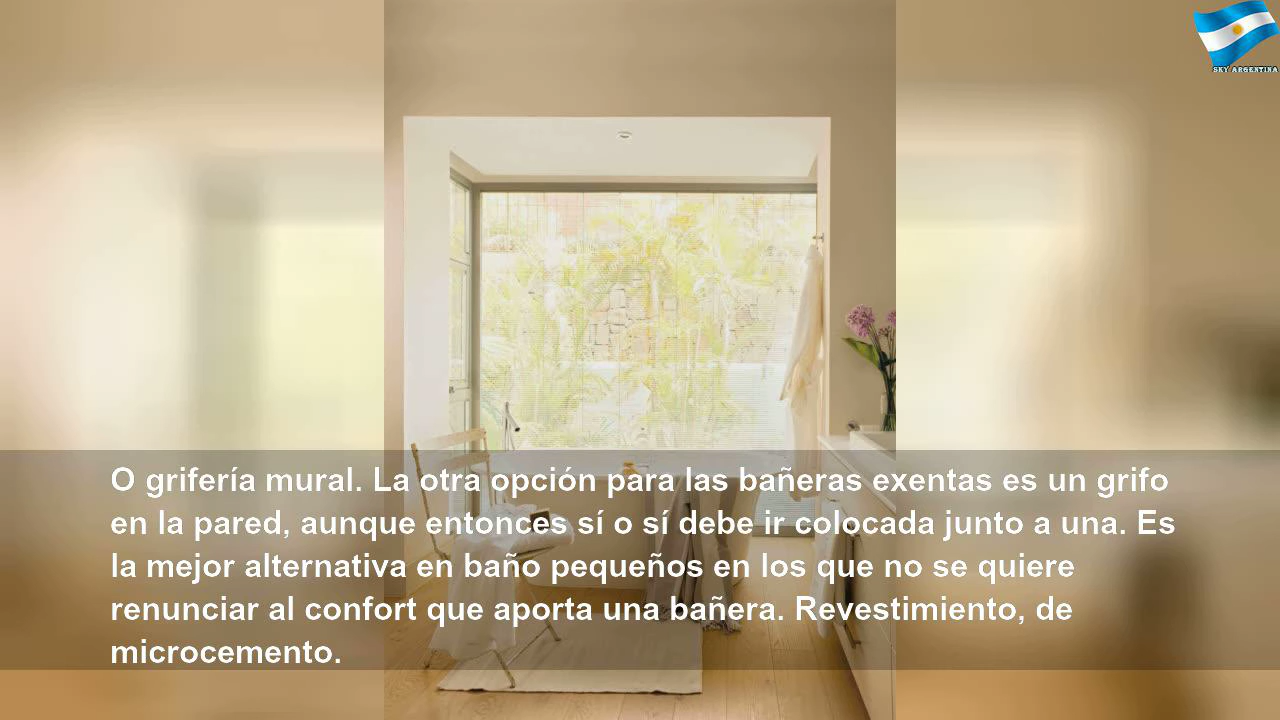 SKY ARGENTINA
O grifería mural. La otra opción para las bañeras exentas es un grifo
en la pared, aunque entonces sí o sí debe ir colocada junto a una. Es
la mejor alternativa en baño pequeños en los que no se quiere
renunciar al confort que aporta una bañera. Revestimiento, de
microcemento.